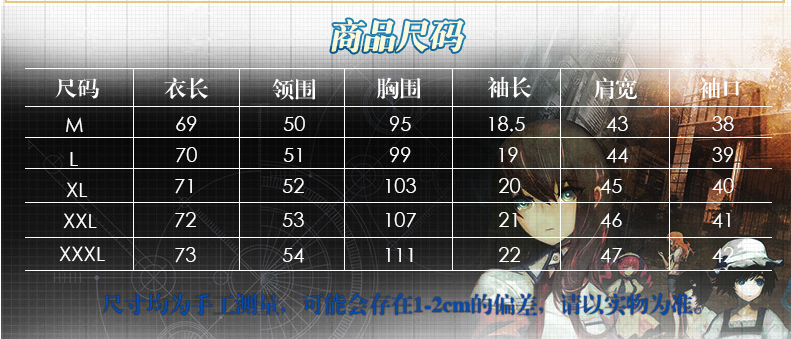 商品尺码
尺码 衣长 领围 胸围 袖长 肩宽 袖口
M 69 50 95 18.5 43 38
L 70 51 99 19 44 39
XL 71 52 103 20 45 40
XXL 72 53 107 21 46 41
XXXL 73 54 111 22 47 42
尺寸均为手工测量，可能会存在1-2cm的偏差，请以实物为准。